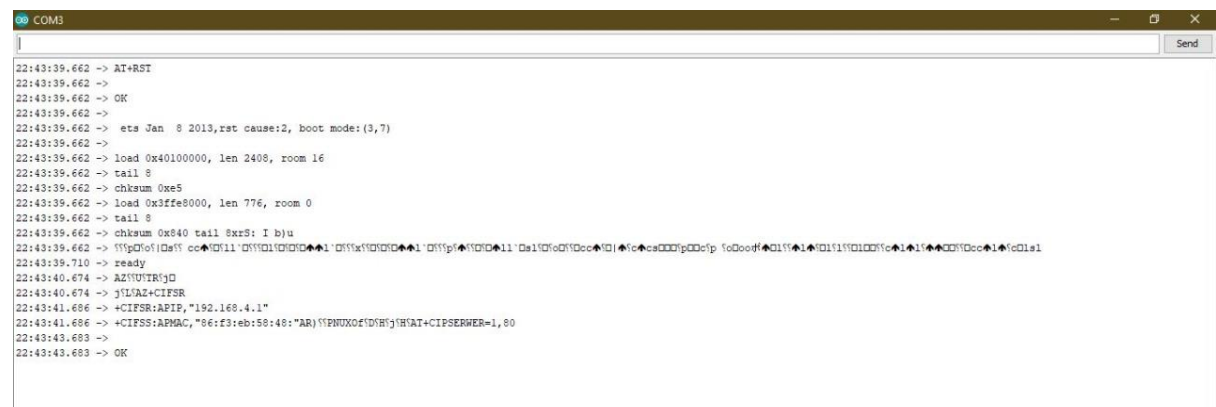 COM3
Send
22:43:39.662 -> AT+RST
22:43:39.662 ->
22:43:39.662 -> OK
22:43:39.662 ->
22:43:39.662 -> ets Jan 8 2013,rst cause:2, boot mode:(3,7)
22:43:39.662 ->
22:43:39.662 -> load 0x40100000, len 2408, room 16
22:43:39.662 -> tail 8
22:43:39.662 -> chksum 0xe5
22:43:39.662 -> load 0x3ffe8000, len 776, room 0
22:43:39.662 -> tail 8
22:43:39.662 -> chksum 0x840 tail 8xrS: I b)u
22:43:39.662 ->
22:43:39.710 -> ready
22:43:40.674 ->
22:43:40.674 ->
22:43:41.686 -> +CIFSR:APIP,"192.168.4.1"
22:43:41.686 -> +CIFSS:APMAC,"86:f3:eb:58:48:"AR) AT+CIPSERWER=1,80
22:43:43.683 ->
22:43:43.683 -> OK